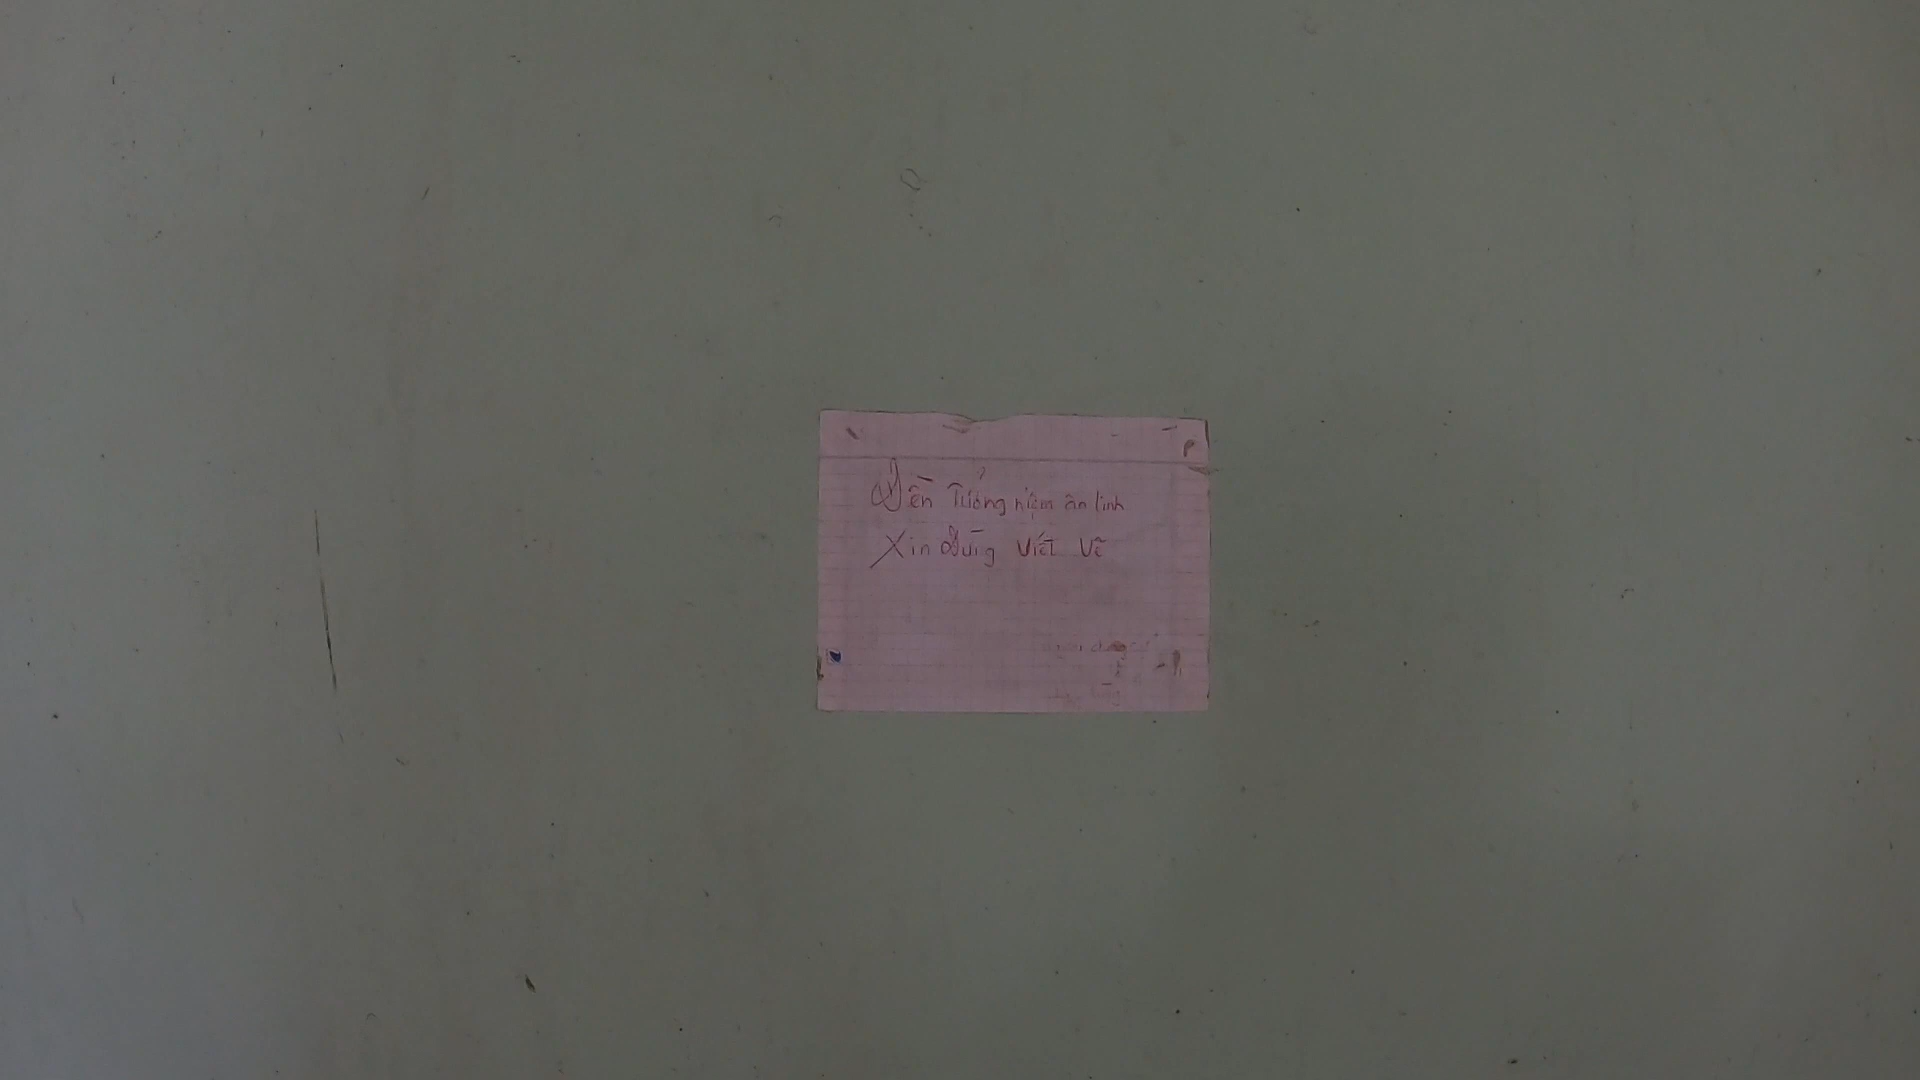 Đền Tưởng niệm ân linh
Xin Đừng Viết Vẽ